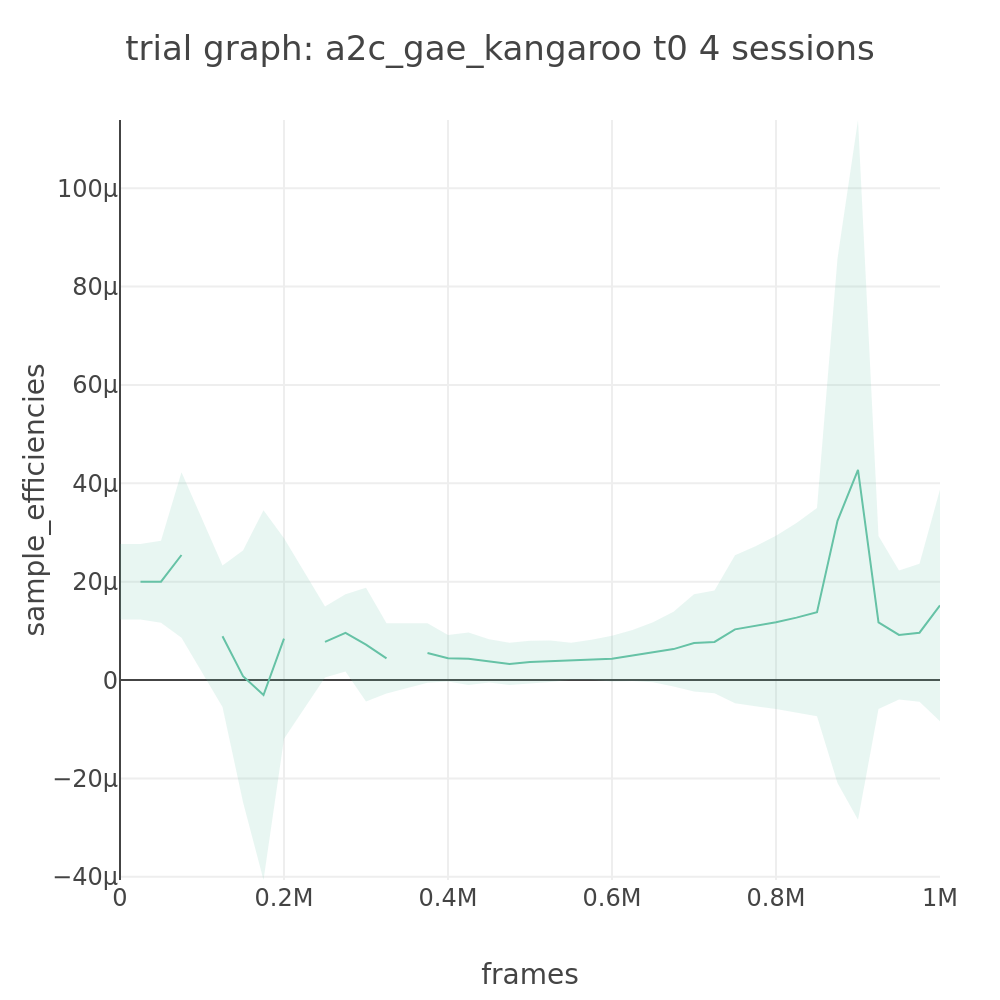 trial graph: a2c_gae_kangaroo t0 4 sessions
100μ
80μ
60μ
40μ
20μ
0
−20μ
−40μ
sample_efficiencies
0
0.2M
0.4M
0.6M
0.8M
1M
frames